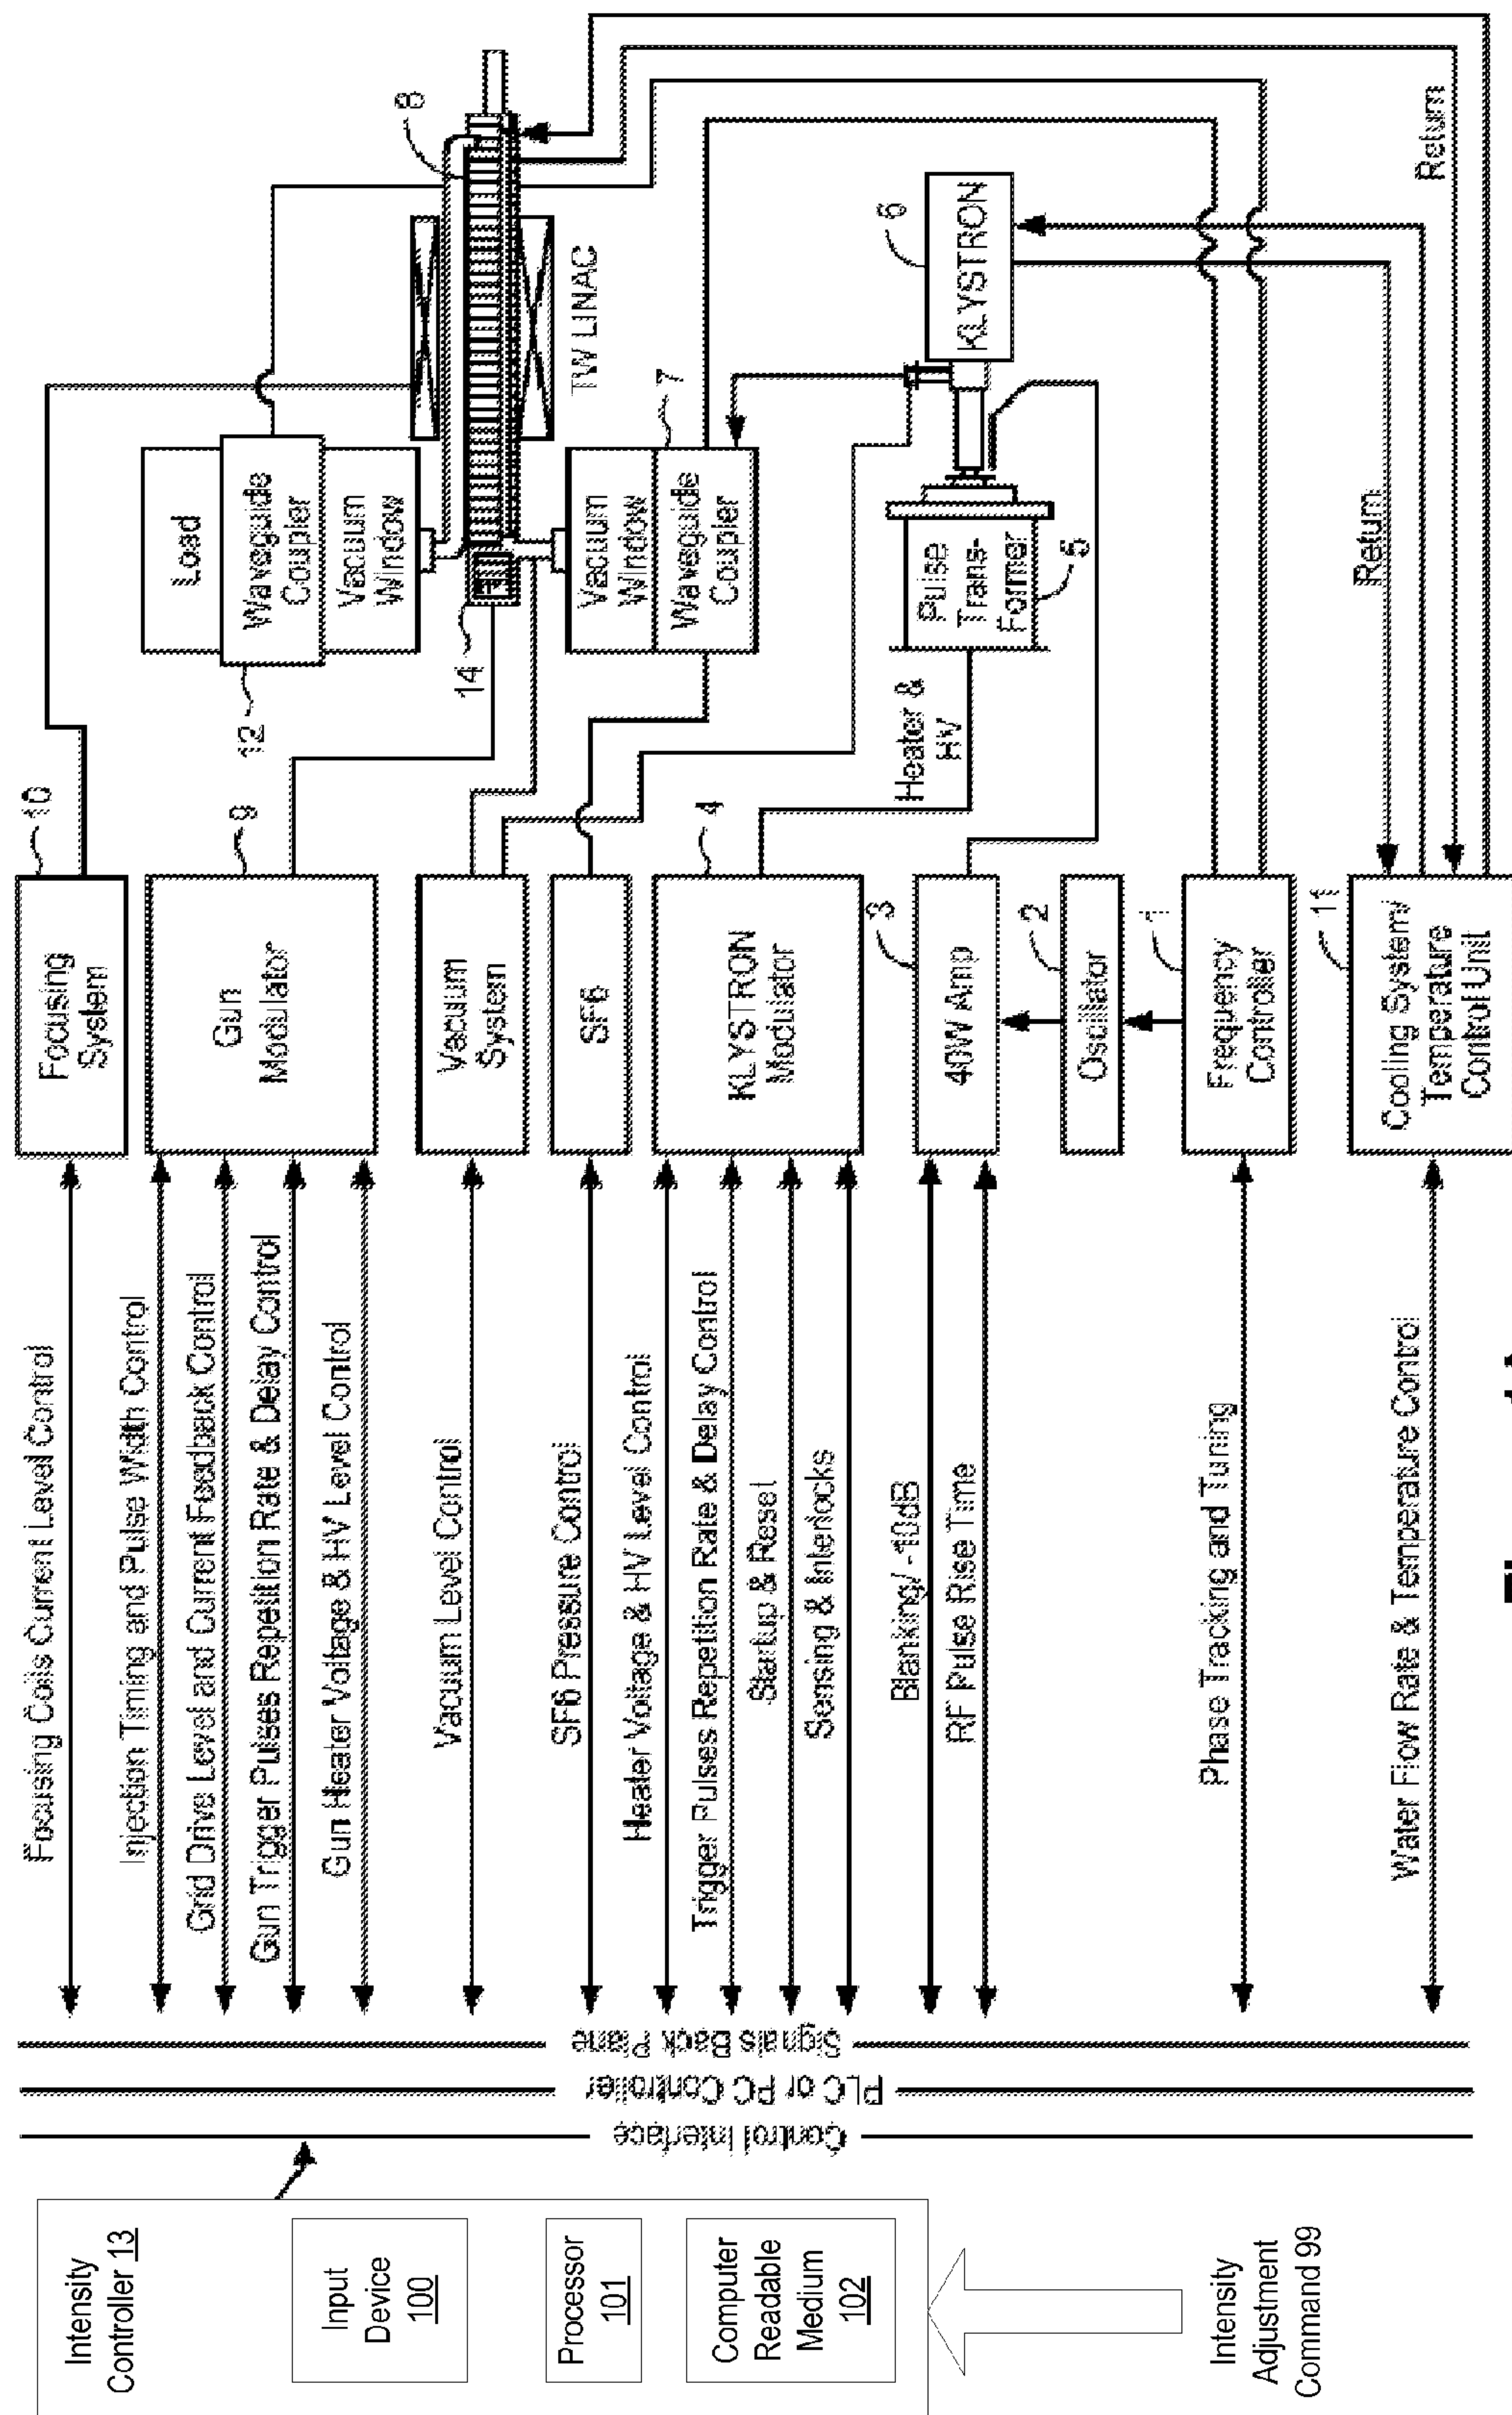 Intensity
Controller 13
Input
Device
100
Processor
101
Computer
Readable
Medium
102
Intensity
Adjustment
Command 99
Control Interface
PLC or PC Controller
Signals Back Plane
Focusing Coils Current Level Control
Injection Timing and Pulse Width Control
Grid Drive Level and Current Feedback Control
Gun Trigger Pulses Repetition Rate & Delay Control
Gun Heater Voltage & HV Level Control
Vacuum Level Control
SF6 Pressure Control
Heater Voltage & HV Level Control
Trigger Pulses Repetition Rate & Delay Control
Startup & Reset
Sensing & Interlocks
Blanking/ -10dB
RF Pulse Rise Time
Phase Tracking and Tuning
Water Flow Rate & Temperature Control
Focusing
System
10
Gun
Modulator
9
Vacuum
System
SF6
KLYSTRON
Modulator
4
40W Amp
3
Oscillator
2
Frequency
Controller
1
Cooling System/
Temperature
Control Unit
11
Load
Waveguide
Coupler
Vacuum
Window
12
14
8
TW LINAC
Vacuum
Window
Waveguide
Coupler
7
Heater &
HV
Pulse
Trans-
Former
5
KLYSTRON
6
Return
Return